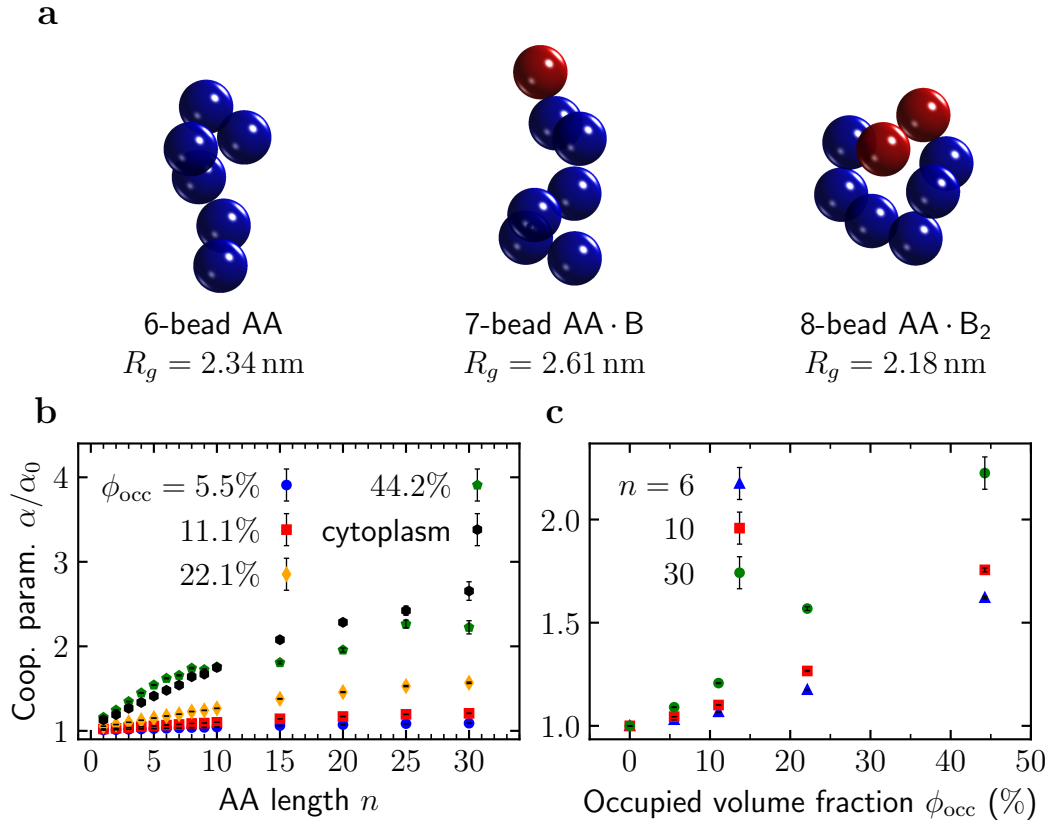 a
6-bead AA
7-bead AA · B
8-bead AA · B₂
R_g = 2.34 nm
R_g = 2.61 nm
R_g = 2.18 nm
b
Coop. param. α/α₀
4
3
2
1
ϕ_occ = 5.5%
11.1%
22.1%
44.2%
cytoplasm
0 5 10 15 20 25 30
AA length n
c
2.0
1.5
1.0
n = 6
10
30
0 10 20 30 40 50
Occupied volume fraction ϕ_occ (%)